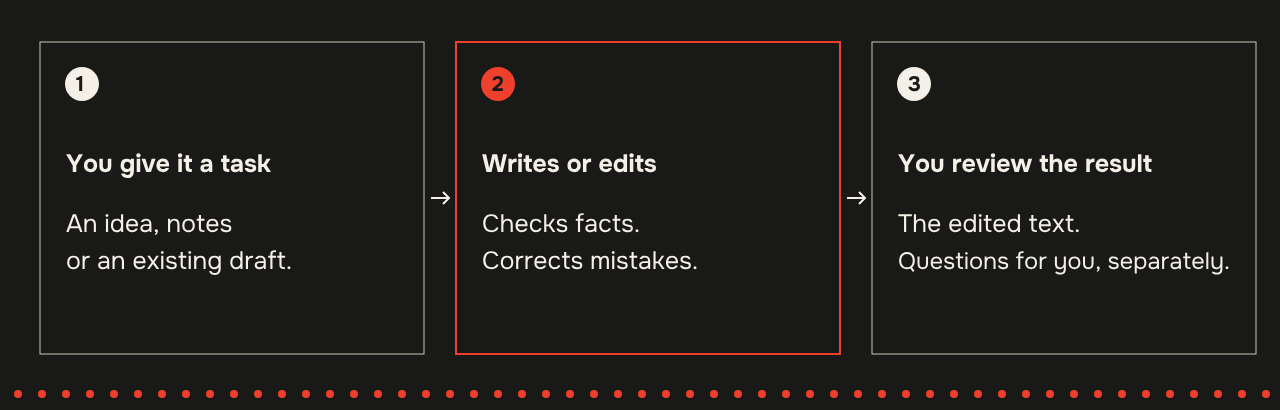 1
You give it a task
An idea, notes
or an existing draft.
→
2
Writes or edits
Checks facts.
Corrects mistakes.
→
3
You review the result
The edited text.
Questions for you, separately.